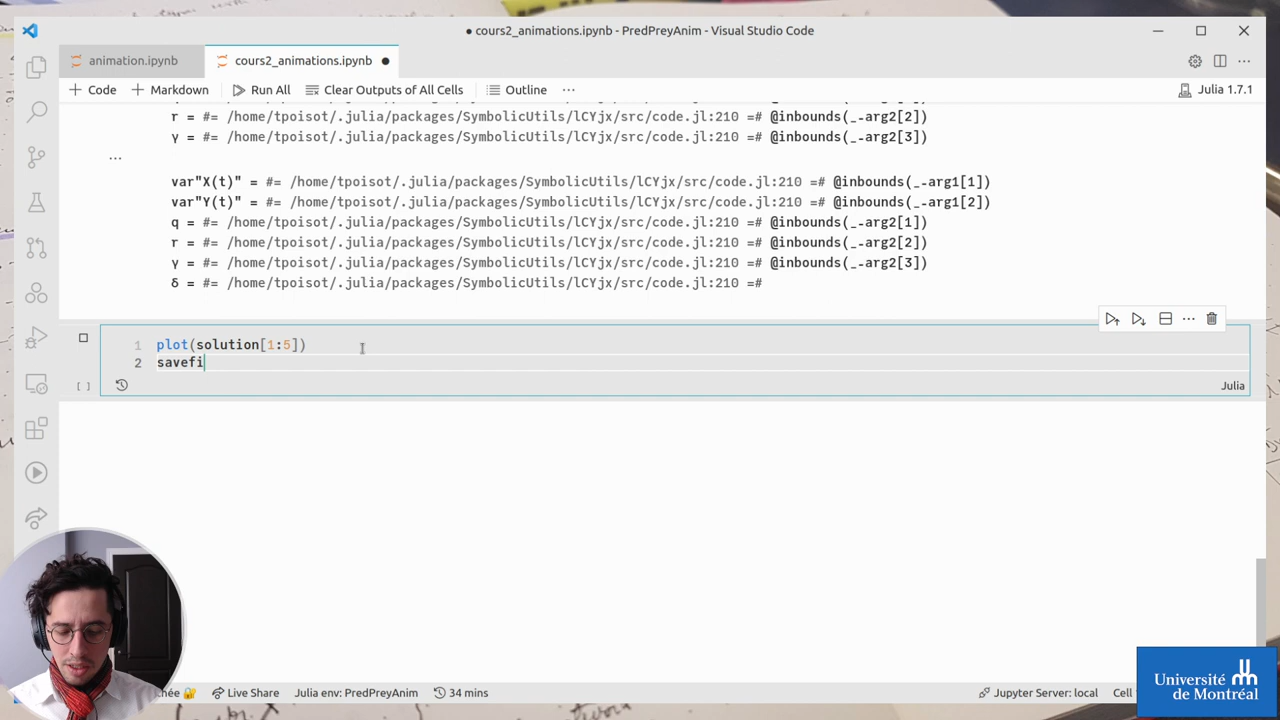 ● cours2_animations.ipynb - PredPreyAnim - Visual Studio Code
animation.ipynb
cours2_animations.ipynb ●
Code
Markdown
Run All
Clear Outputs of All Cells
Outline
···
Julia 1.7.1
r = #= /home/tpoisot/.julia/packages/SymbolicUtils/lCYjx/src/code.jl:210 =# @inbounds(_-arg2[2])
γ = #= /home/tpoisot/.julia/packages/SymbolicUtils/lCYjx/src/code.jl:210 =# @inbounds(_-arg2[3])
...
var"X(t)" = #= /home/tpoisot/.julia/packages/SymbolicUtils/lCYjx/src/code.jl:210 =# @inbounds(_-arg1[1])
var"Y(t)" = #= /home/tpoisot/.julia/packages/SymbolicUtils/lCYjx/src/code.jl:210 =# @inbounds(_-arg1[2])
q = #= /home/tpoisot/.julia/packages/SymbolicUtils/lCYjx/src/code.jl:210 =# @inbounds(_-arg2[1])
r = #= /home/tpoisot/.julia/packages/SymbolicUtils/lCYjx/src/code.jl:210 =# @inbounds(_-arg2[2])
γ = #= /home/tpoisot/.julia/packages/SymbolicUtils/lCYjx/src/code.jl:210 =# @inbounds(_-arg2[3])
δ = #= /home/tpoisot/.julia/packages/SymbolicUtils/lCYjx/src/code.jl:210 =#
1 plot(solution[1:5])
2 savefi
[ ]
Julia
Live Share
Julia env: PredPreyAnim
34 mins
Jupyter Server: local
Cell
Université
de Montréal